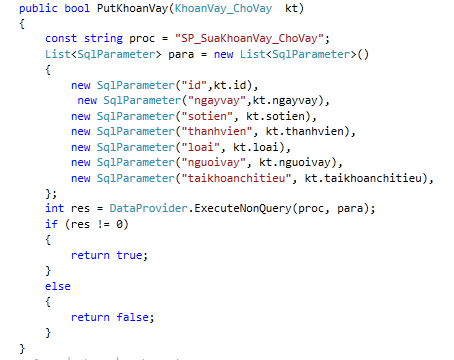 public bool PutKhoanVay(KhoanVay_ChoVay  kt)
{
    const string proc = "SP_SuaKhoanVay_ChoVay";
    List<SqlParameter> para = new List<SqlParameter>()
    {
        new SqlParameter("id",kt.id),
         new SqlParameter("ngayvay",kt.ngayvay),
        new SqlParameter("sotien", kt.sotien),
        new SqlParameter("thanhvien", kt.thanhvien),
        new SqlParameter("loai", kt.loai),
        new SqlParameter("nguoivay", kt.nguoivay),
        new SqlParameter("taikhoanchitieu", kt.taikhoanchitieu),
    };
    int res = DataProvider.ExecuteNonQuery(proc, para);
    if (res != 0)
    {
        return true;
    }
    else
    {
        return false;
    }
}